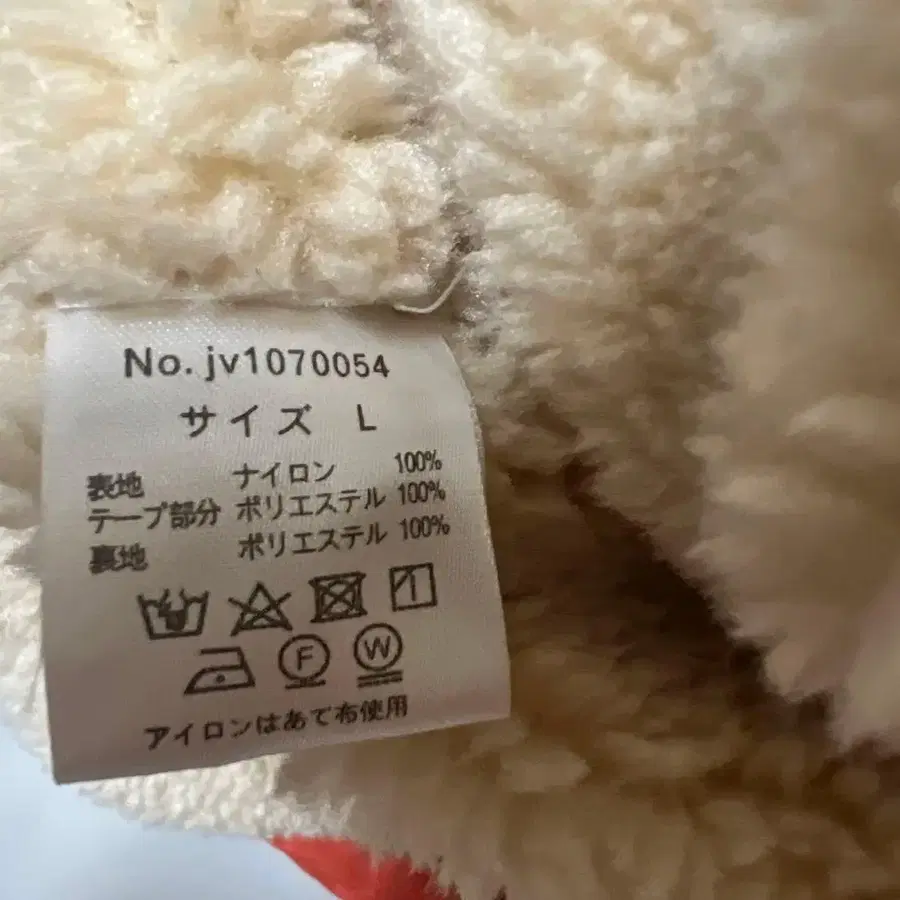 No. jv1070054
サイズ L
表地 ナイロン 100%
テープ部分 ポリエステル 100%
裏地 ポリエステル 100%
F W
アイロンはあて布使用